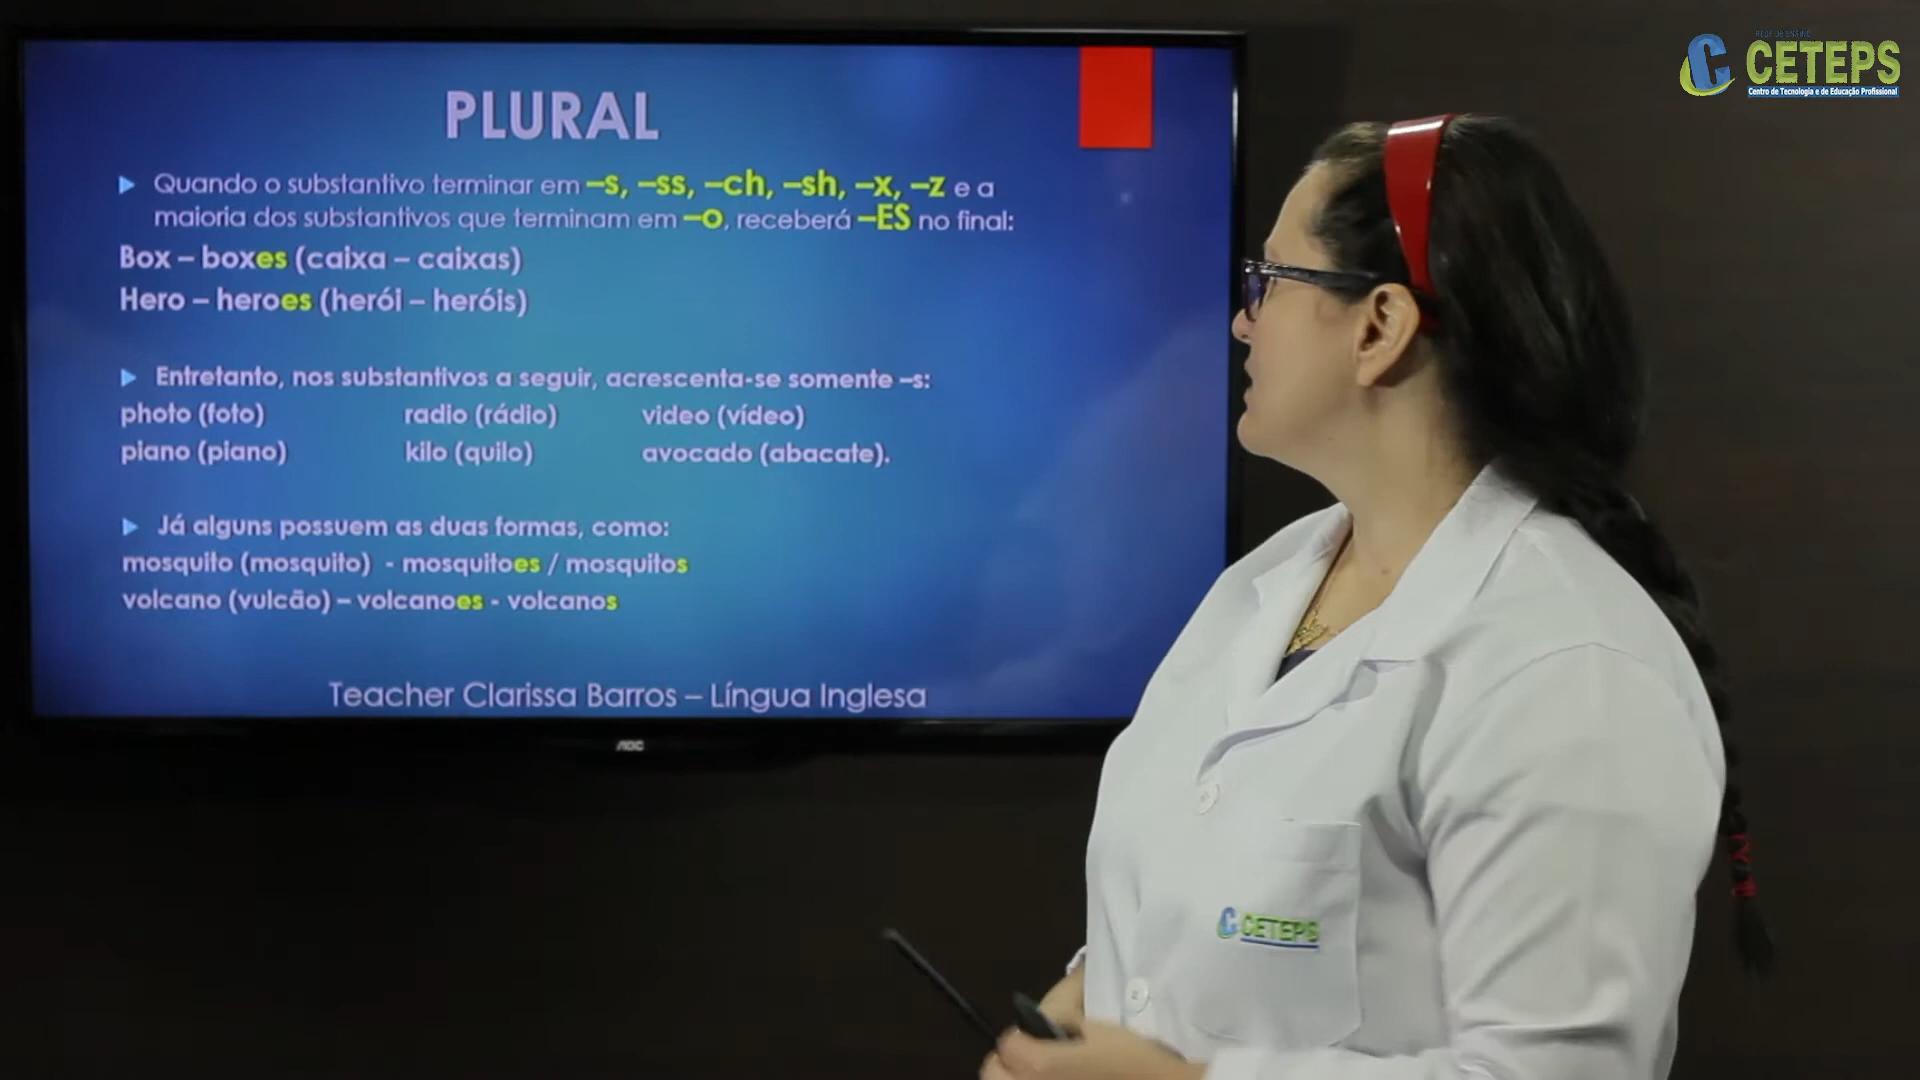 PLURAL
Quando o substantivo terminar em –s, –ss, –ch, –sh, –x, –z e a
maioria dos substantivos que terminam em –o, receberá –ES no final:
Box – boxes (caixa – caixas)
Hero – heroes (herói – heróis)
Entretanto, nos substantivos a seguir, acrescenta-se somente –s:
photo (foto) radio (rádio) video (vídeo)
piano (piano) kilo (quilo) avocado (abacate).
Já alguns possuem as duas formas, como:
mosquito (mosquito) - mosquitoes / mosquitos
volcano (vulcão) – volcanoes - volcanos
Teacher Clarissa Barros – Língua Inglesa
AOC
REDE DE ENSINO
C CETEPS
Centro de Tecnologia e de Educação Profissional
C CETEPS